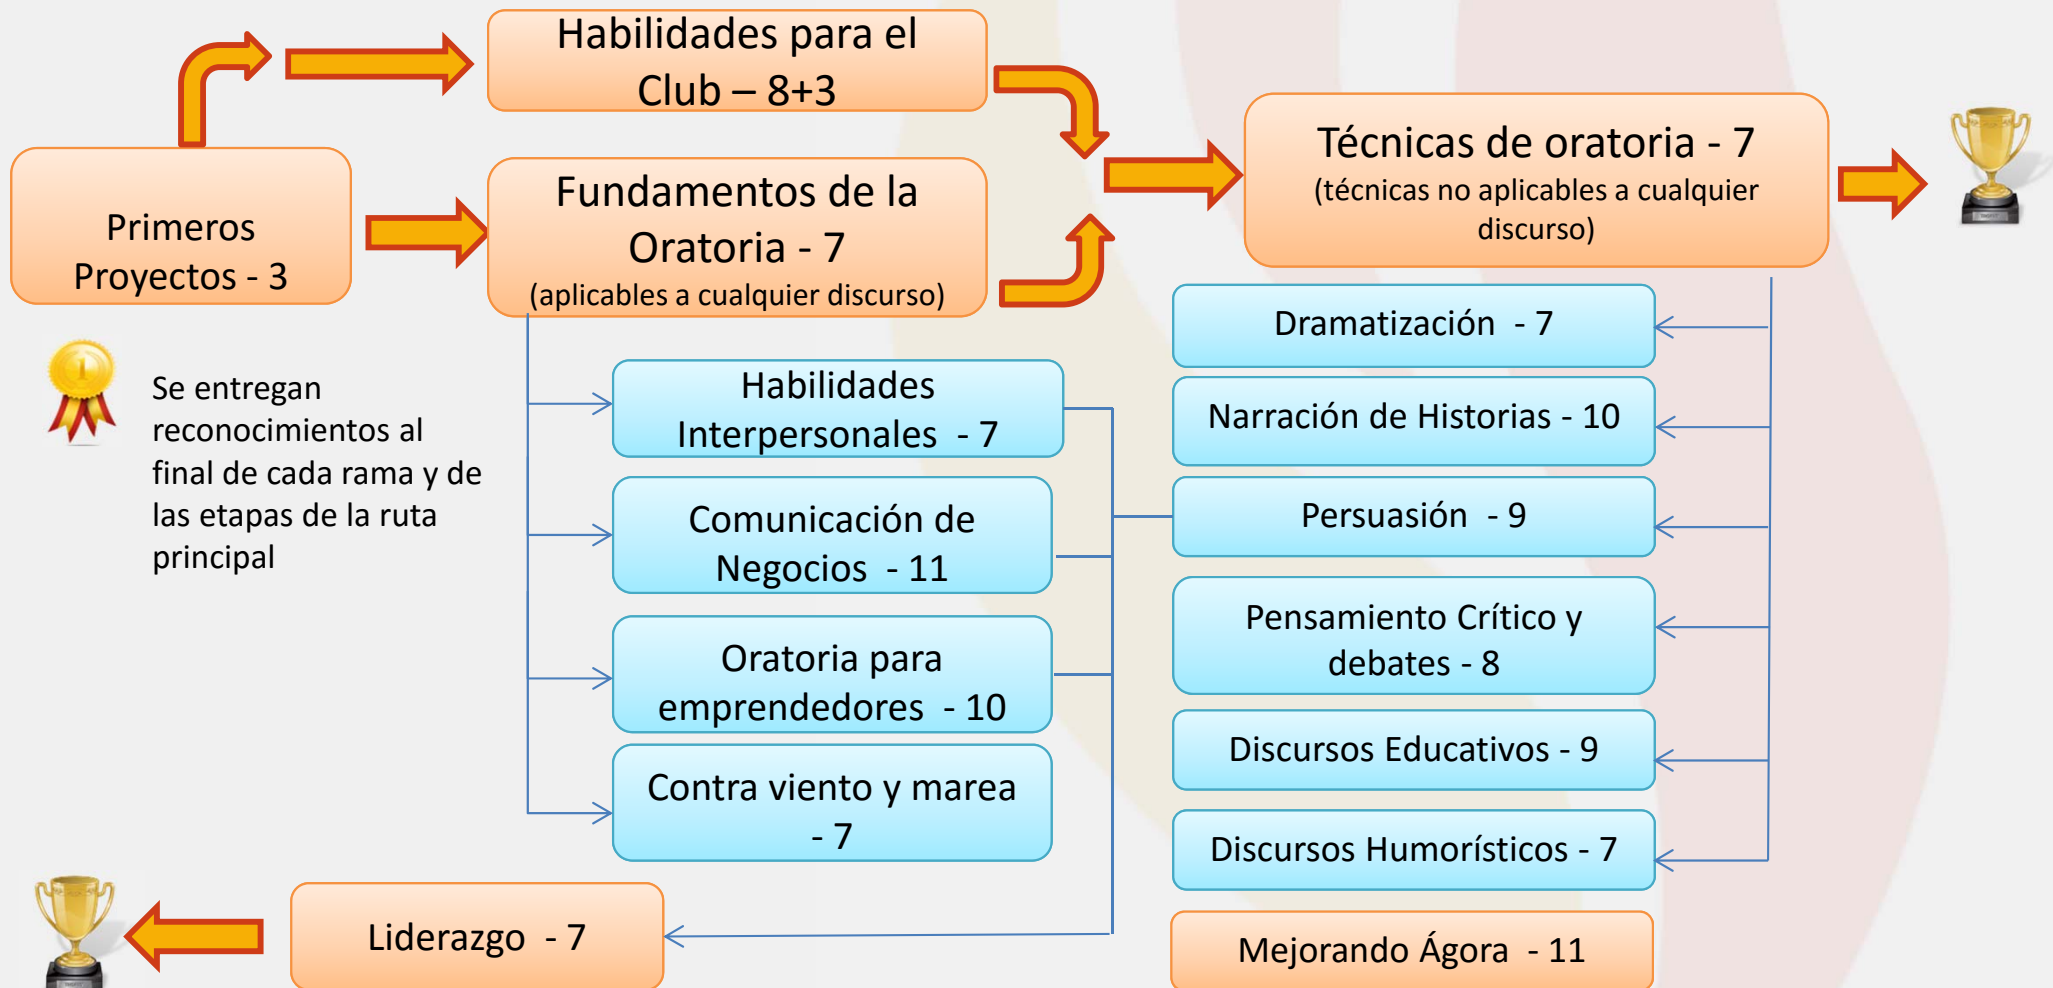 Habilidades para el
Club – 8+3
Primeros
Proyectos - 3
Fundamentos de la
Oratoria - 7
(aplicables a cualquier discurso)
Técnicas de oratoria - 7
(técnicas no aplicables a cualquier
discurso)
1
Se entregan
reconocimientos al
final de cada rama y de
las etapas de la ruta
principal
Habilidades
Interpersonales - 7
Comunicación de
Negocios - 11
Oratoria para
emprendedores - 10
Contra viento y marea
- 7
Dramatización - 7
Narración de Historias - 10
Persuasión - 9
Pensamiento Crítico y
debates - 8
Discursos Educativos - 9
Discursos Humorísticos - 7
Liderazgo - 7
Mejorando Ágora - 11